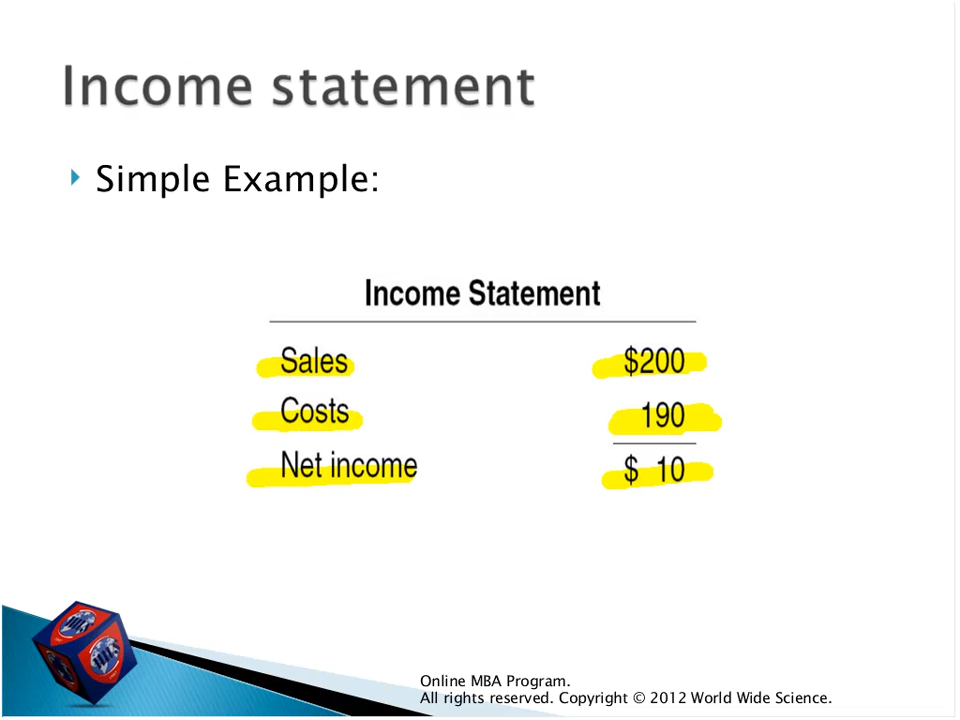 Income statement
Simple Example:
Income Statement
Sales $200
Costs 190
Net income $ 10
Online MBA Program.
All rights reserved. Copyright © 2012 World Wide Science.